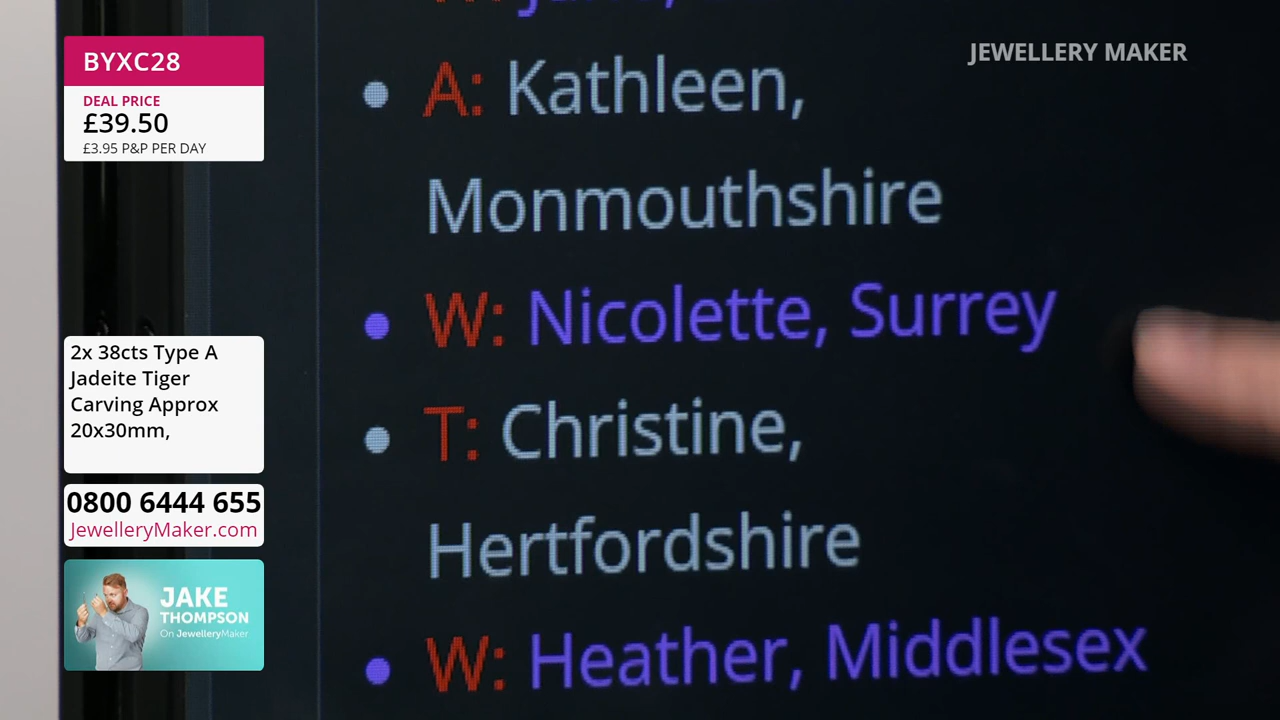 BYXC28
DEAL PRICE
£39.50
£3.95 P&P PER DAY
JEWELLERY MAKER
A: Kathleen,
Monmouthshire
W: Nicolette, Surrey
T: Christine,
Hertfordshire
W: Heather, Middlesex
2x 38cts Type A
Jadeite Tiger
Carving Approx
20x30mm,
0800 6444 655
JewelleryMaker.com
JAKE
THOMPSON
On JewelleryMaker